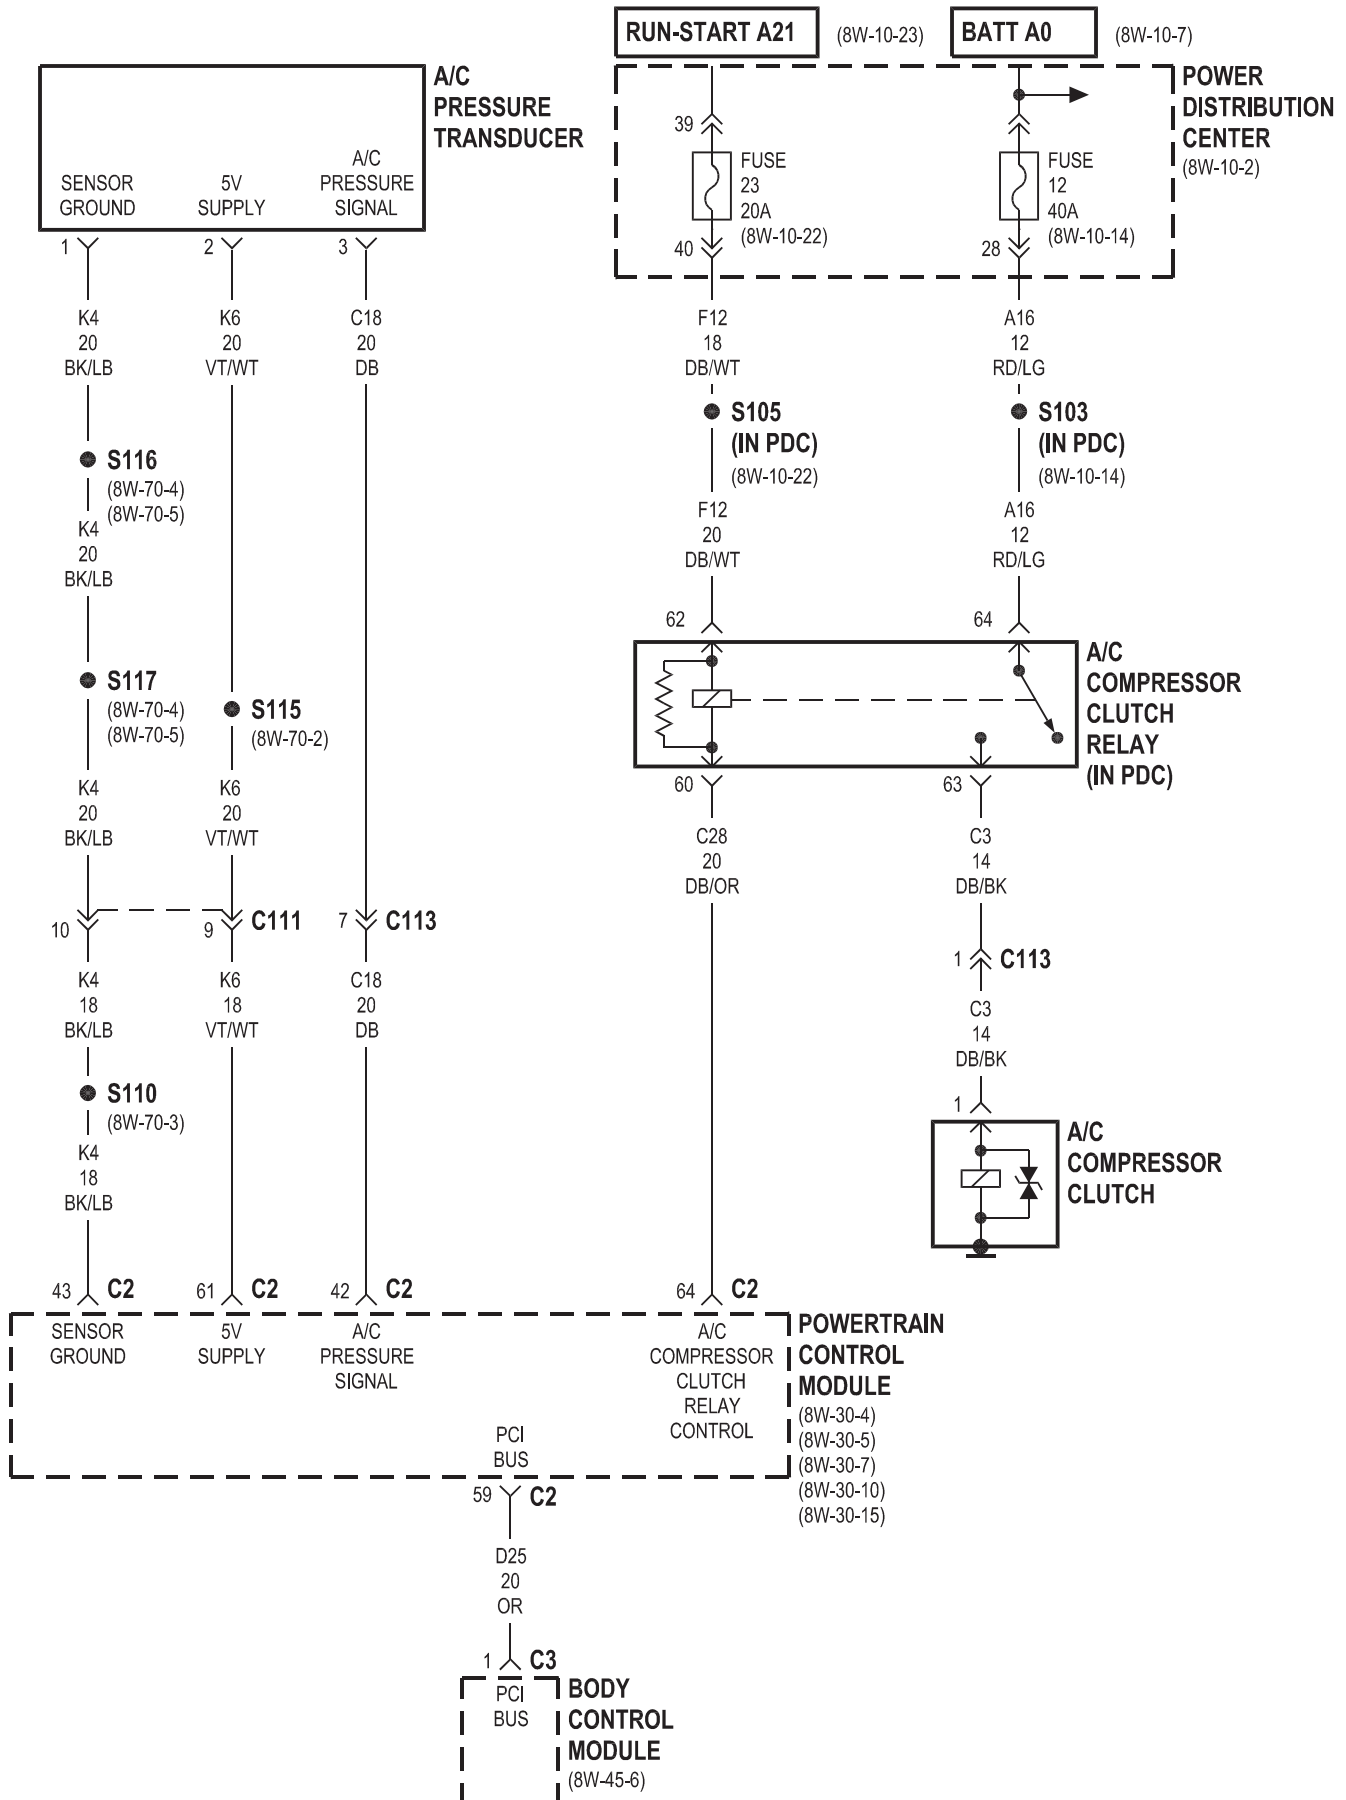 RUN-START A21
(8W-10-23)
BATT A0
(8W-10-7)
A/C
PRESSURE
TRANSDUCER
POWER
DISTRIBUTION
CENTER
(8W-10-2)
39
FUSE
23
20A
(8W-10-22)
40
FUSE
12
40A
(8W-10-14)
28
SENSOR
GROUND
5V
SUPPLY
A/C
PRESSURE
SIGNAL
1
2
3
K4
20
BK/LB
K6
20
VT/WT
C18
20
DB
F12
18
DB/WT
A16
12
RD/LG
S105
(IN PDC)
(8W-10-22)
S103
(IN PDC)
(8W-10-14)
S116
(8W-70-4)
(8W-70-5)
K4
20
BK/LB
F12
20
DB/WT
A16
12
RD/LG
62
64
A/C
COMPRESSOR
CLUTCH
RELAY
(IN PDC)
S117
(8W-70-4)
(8W-70-5)
S115
(8W-70-2)
60
63
K4
20
BK/LB
K6
20
VT/WT
C28
20
DB/OR
C3
14
DB/BK
10
9
C111
7
C113
1
C113
K4
18
BK/LB
K6
18
VT/WT
C18
20
DB
C3
14
DB/BK
S110
(8W-70-3)
1
A/C
COMPRESSOR
CLUTCH
K4
18
BK/LB
43
C2
61
C2
42
C2
64
C2
SENSOR
GROUND
5V
SUPPLY
A/C
PRESSURE
SIGNAL
A/C
COMPRESSOR
CLUTCH
RELAY
CONTROL
POWERTRAIN
CONTROL
MODULE
(8W-30-4)
(8W-30-5)
(8W-30-7)
(8W-30-10)
(8W-30-15)
PCI
BUS
59
C2
D25
20
OR
1
C3
PCI
BUS
BODY
CONTROL
MODULE
(8W-45-6)